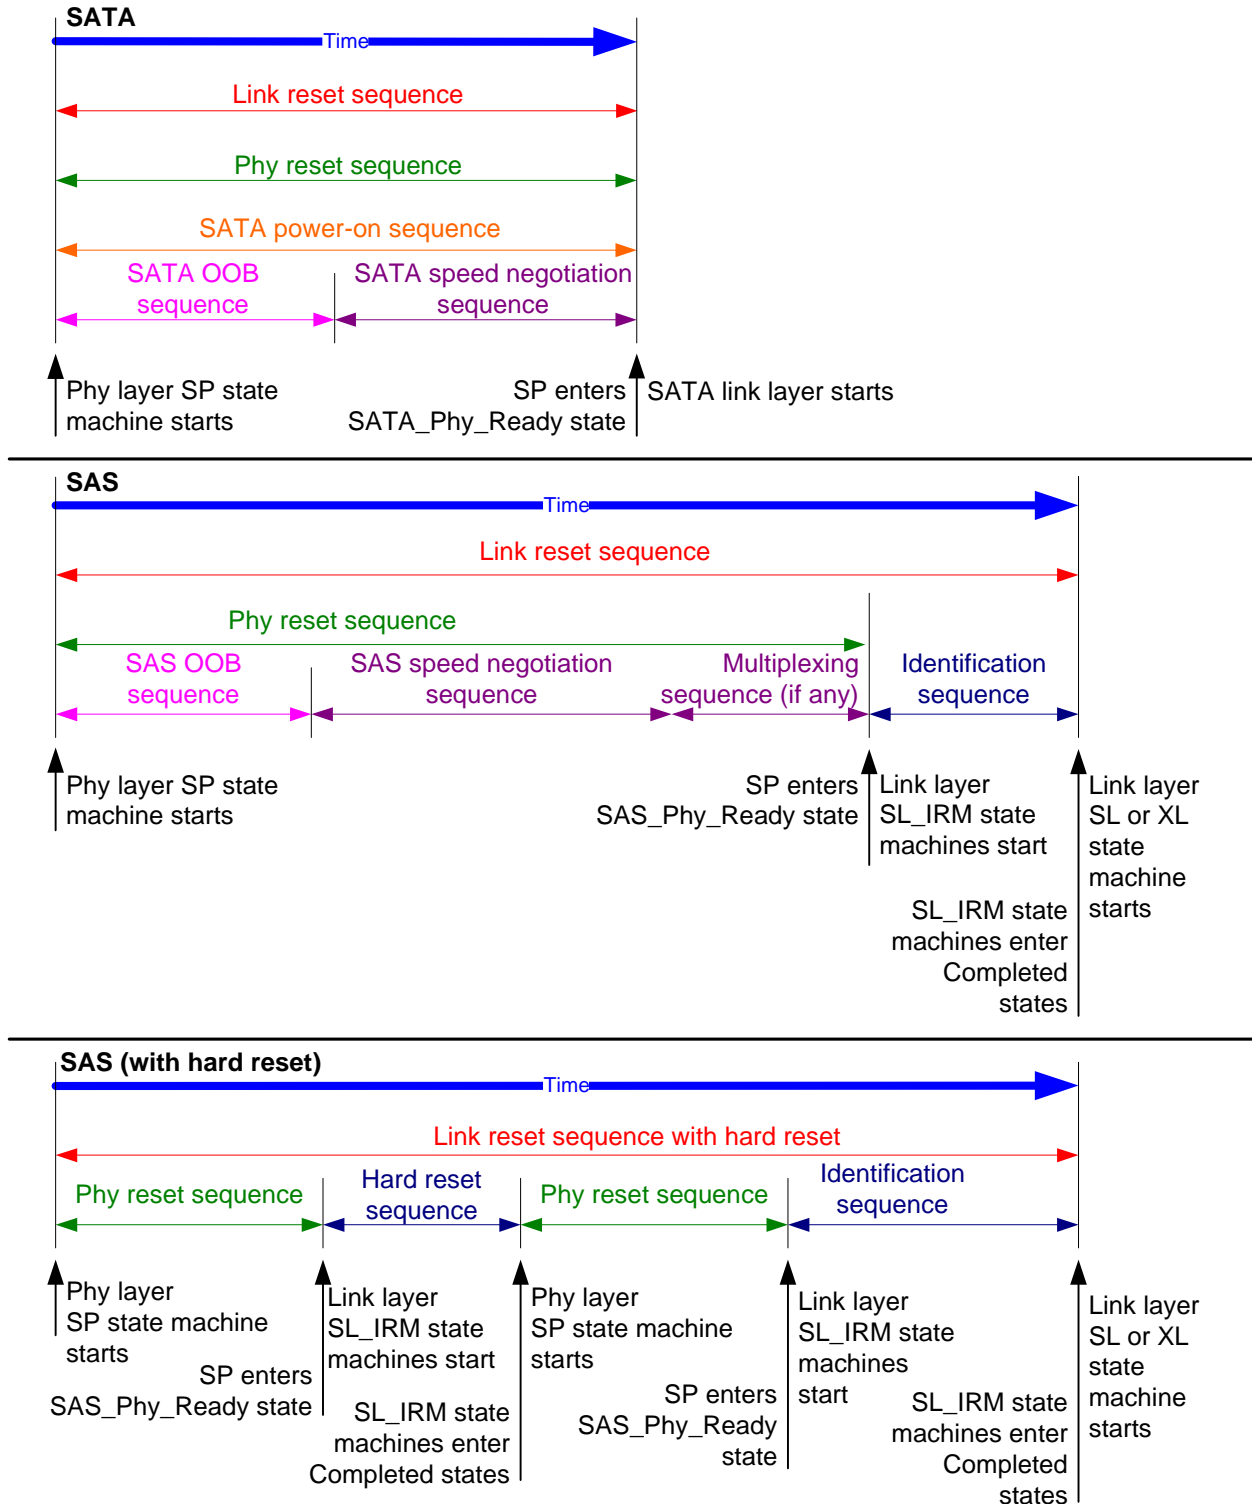 SATA
Time
Link reset sequence
Phy reset sequence
SATA power-on sequence
SATA OOB
sequence
SATA speed negotiation
sequence
Phy layer SP state
machine starts
SP enters
SATA_Phy_Ready state
SATA link layer starts
SAS
Time
Link reset sequence
Phy reset sequence
SAS OOB
sequence
SAS speed negotiation
sequence
Multiplexing
sequence (if any)
Identification
sequence
Phy layer SP state
machine starts
SP enters
SAS_Phy_Ready state
Link layer
SL_IRM state
machines start
SL_IRM state
machines enter
Completed
states
Link layer
SL or XL
state
machine
starts
SAS (with hard reset)
Time
Link reset sequence with hard reset
Phy reset sequence
Hard reset
sequence
Phy reset sequence
Identification
sequence
Phy layer
SP state machine
starts
SP enters
SAS_Phy_Ready state
Link layer
SL_IRM state
machines start
SL_IRM state
machines enter
Completed states
Phy layer
SP state machine
starts
SP enters
SAS_Phy_Ready
state
Link layer
SL_IRM state
machines
start
SL_IRM state
machines enter
Completed
states
Link layer
SL or XL
state
machine
starts